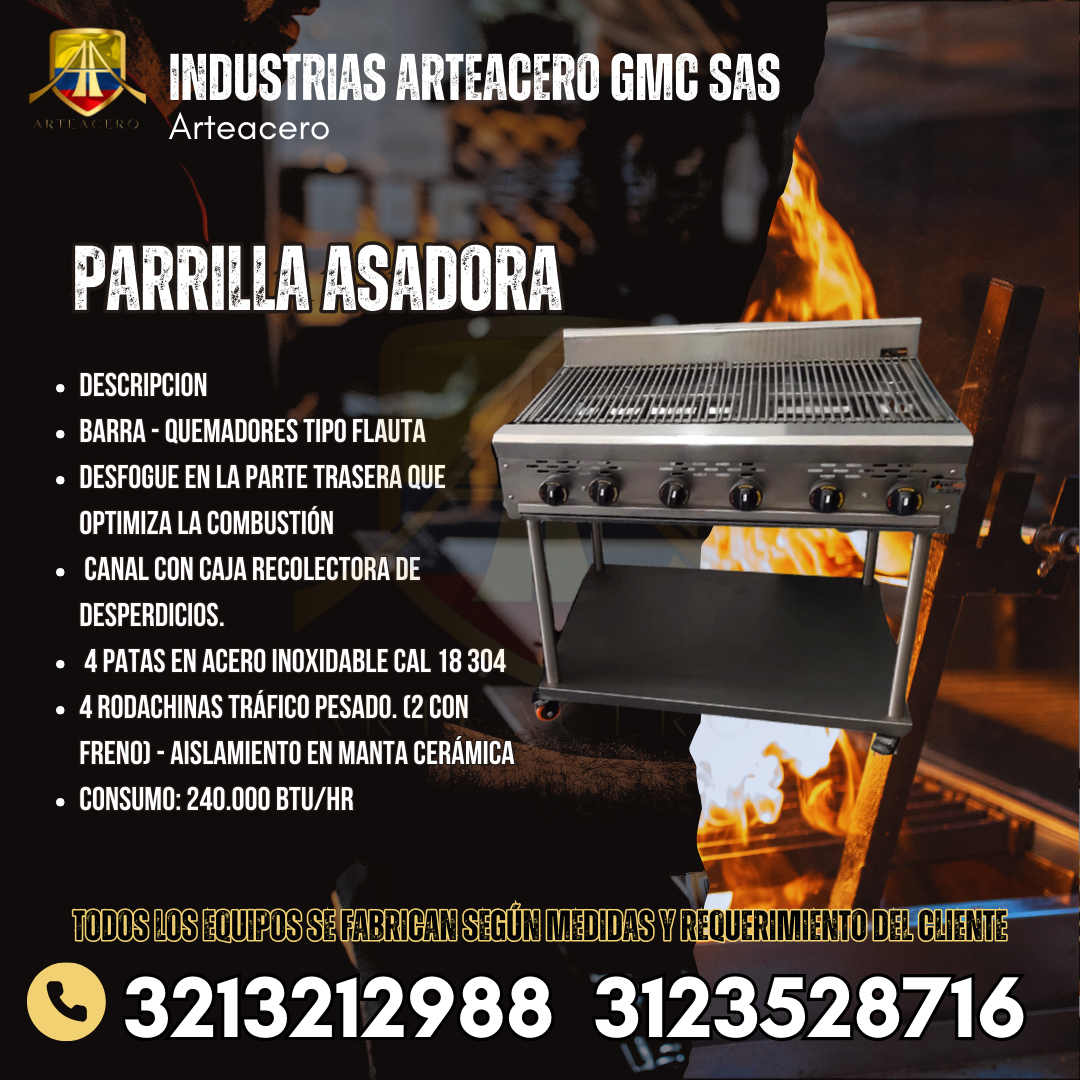 INDUSTRIAS ARTEACERO GMC SAS
Arteacero
ARTEACERO
PARRILLA ASADORA
• DESCRIPCION
• BARRA - QUEMADORES TIPO FLAUTA
• DESFOGUE EN LA PARTE TRASERA QUE
OPTIMIZA LA COMBUSTIÓN
• CANAL CON CAJA RECOLECTORA DE
DESPERDICIOS.
• 4 PATAS EN ACERO INOXIDABLE CAL 18 304
• 4 RODACHINAS TRÁFICO PESADO. (2 CON
FRENO) - AISLAMIENTO EN MANTA CERÁMICA
• CONSUMO: 240.000 BTU/HR
TODOS LOS EQUIPOS SE FABRICAN SEGÚN MEDIDAS Y REQUERIMIENTO DEL CLIENTE
3213212988 3123528716